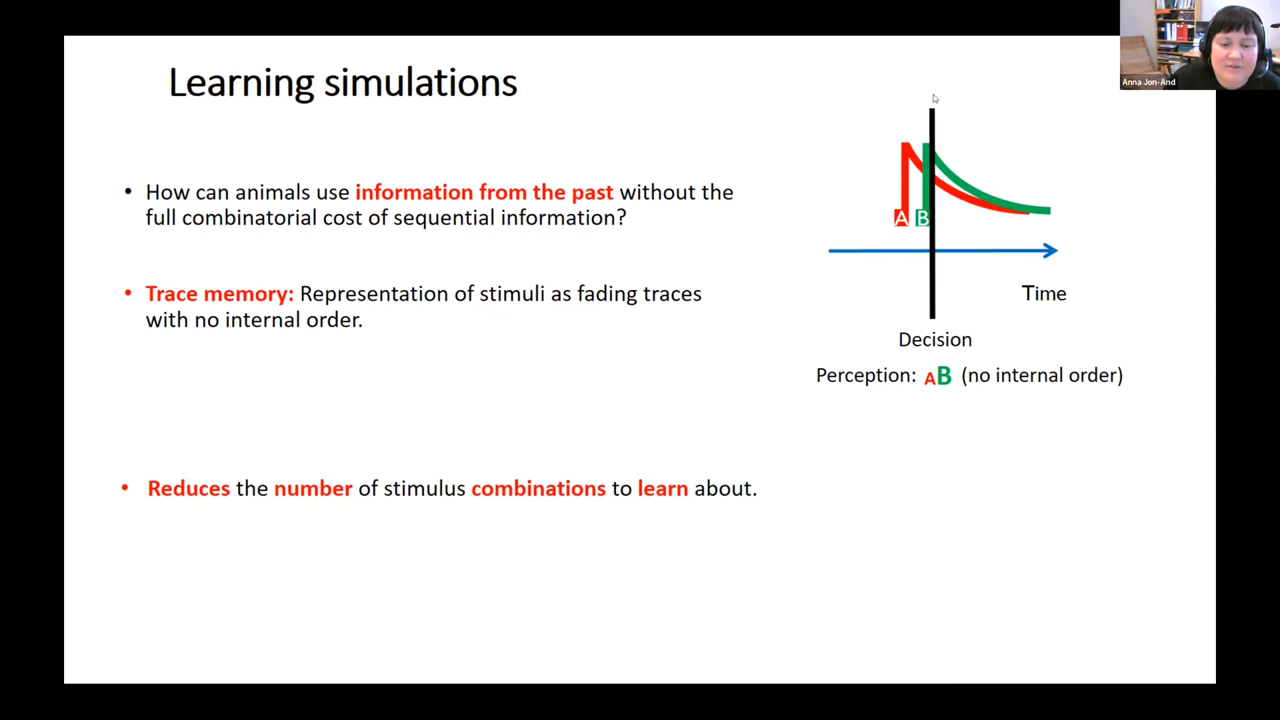 Learning simulations
Anna Jon-And
• How can animals use information from the past without the
full combinatorial cost of sequential information?
• Trace memory: Representation of stimuli as fading traces
with no internal order.
• Reduces the number of stimulus combinations to learn about.
A B
Time
Decision
Perception: AB (no internal order)